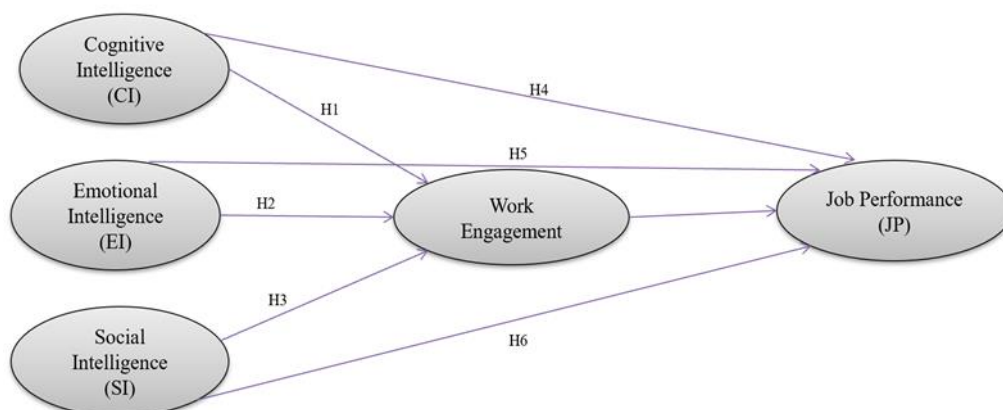 Cognitive
Intelligence
(CI)
H4
H1
H5
Emotional
Intelligence
(EI)
H2
Work
Engagement
Job Performance
(JP)
H3
Social
Intelligence
(SI)
H6